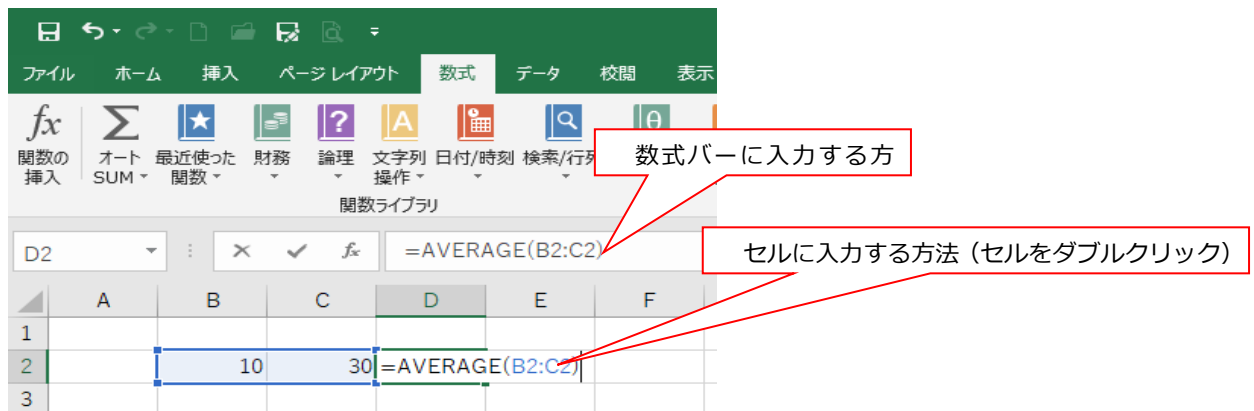 ファイル ホーム 挿入 ページ レイアウト 数式 データ 校閲 表示
fx
関数の オート 最近使った 財務 論理 文字列 日付/時刻 検索/行列
挿入 SUM 関数 操作
関数ライブラリ
数式バーに入力する方
D2 fx =AVERAGE(B2:C2)
セルに入力する方法（セルをダブルクリック）
A B C D E F
1
2 10 30 =AVERAGE(B2:C2)
3